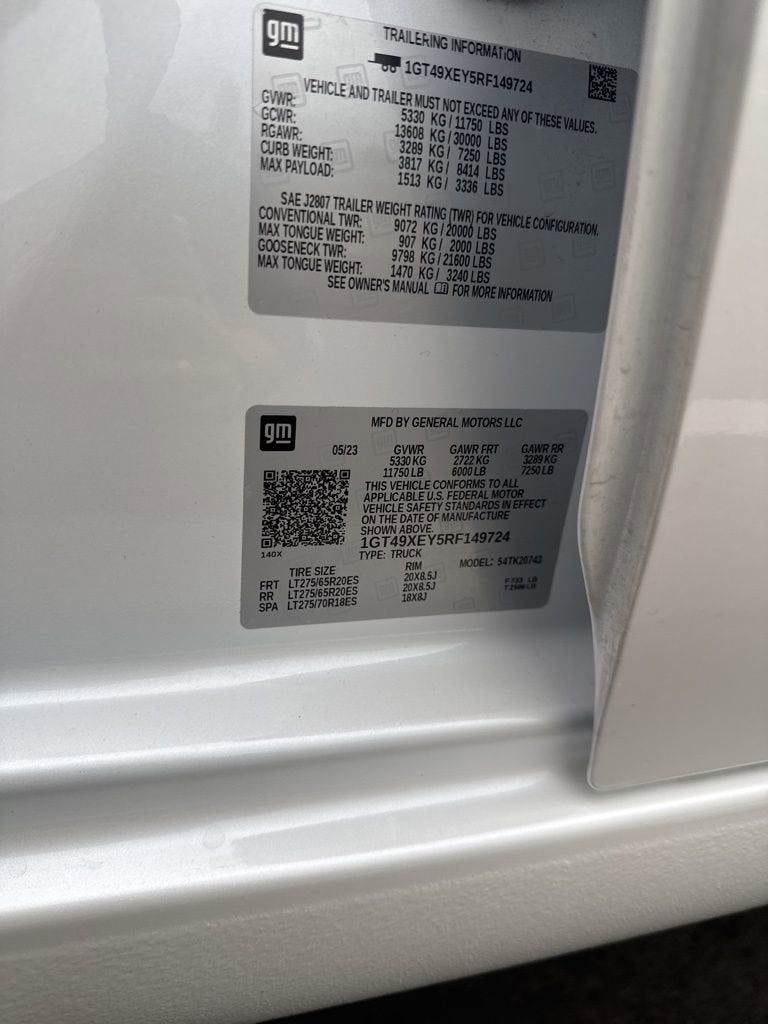 gm
TRAILERING INFORMATION
1GT49XEY5RF149724
VEHICLE AND TRAILER MUST NOT EXCEED ANY OF THESE VALUES.
GVWR: 5330 KG/11750 LBS
GCWR: 13608 KG/30000 LBS
RGAWR: 3289 KG/ 7250 LBS
CURB WEIGHT: 3817 KG/ 8414 LBS
MAX PAYLOAD: 1513 KG/ 3336 LBS
SAE J2807 TRAILER WEIGHT RATING (TWR) FOR VEHICLE CONFIGURATION.
CONVENTIONAL TWR: 9072 KG/20000 LBS
MAX TONGUE WEIGHT: 907 KG/ 2000 LBS
GOOSENECK TWR: 9798 KG/21600 LBS
MAX TONGUE WEIGHT: 1470 KG/ 3240 LBS
SEE OWNER'S MANUAL FOR MORE INFORMATION
gm
MFD BY GENERAL MOTORS LLC
05/23 GVWR GAWR FRT GAWR RR
5330 KG 2722 KG 3289 KG
11750 LB 6000 LB 7250 LB
THIS VEHICLE CONFORMS TO ALL
APPLICABLE U.S. FEDERAL MOTOR
VEHICLE SAFETY STANDARDS IN EFFECT
ON THE DATE OF MANUFACTURE
SHOWN ABOVE.
1GT49XEY5RF149724
140X
TYPE: TRUCK MODEL: 54TK20743
TIRE SIZE RIM
FRT LT275/65R20ES 20X8.5J
RR LT275/65R20ES 20X8.5J
SPA LT275/70R18ES 18X8J
F 733 LB
T 2586 LB